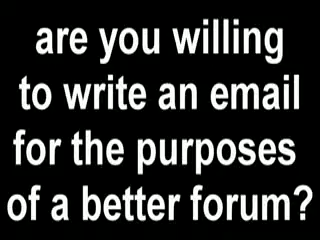 are you willing
to write an email
for the purposes
of a better forum?